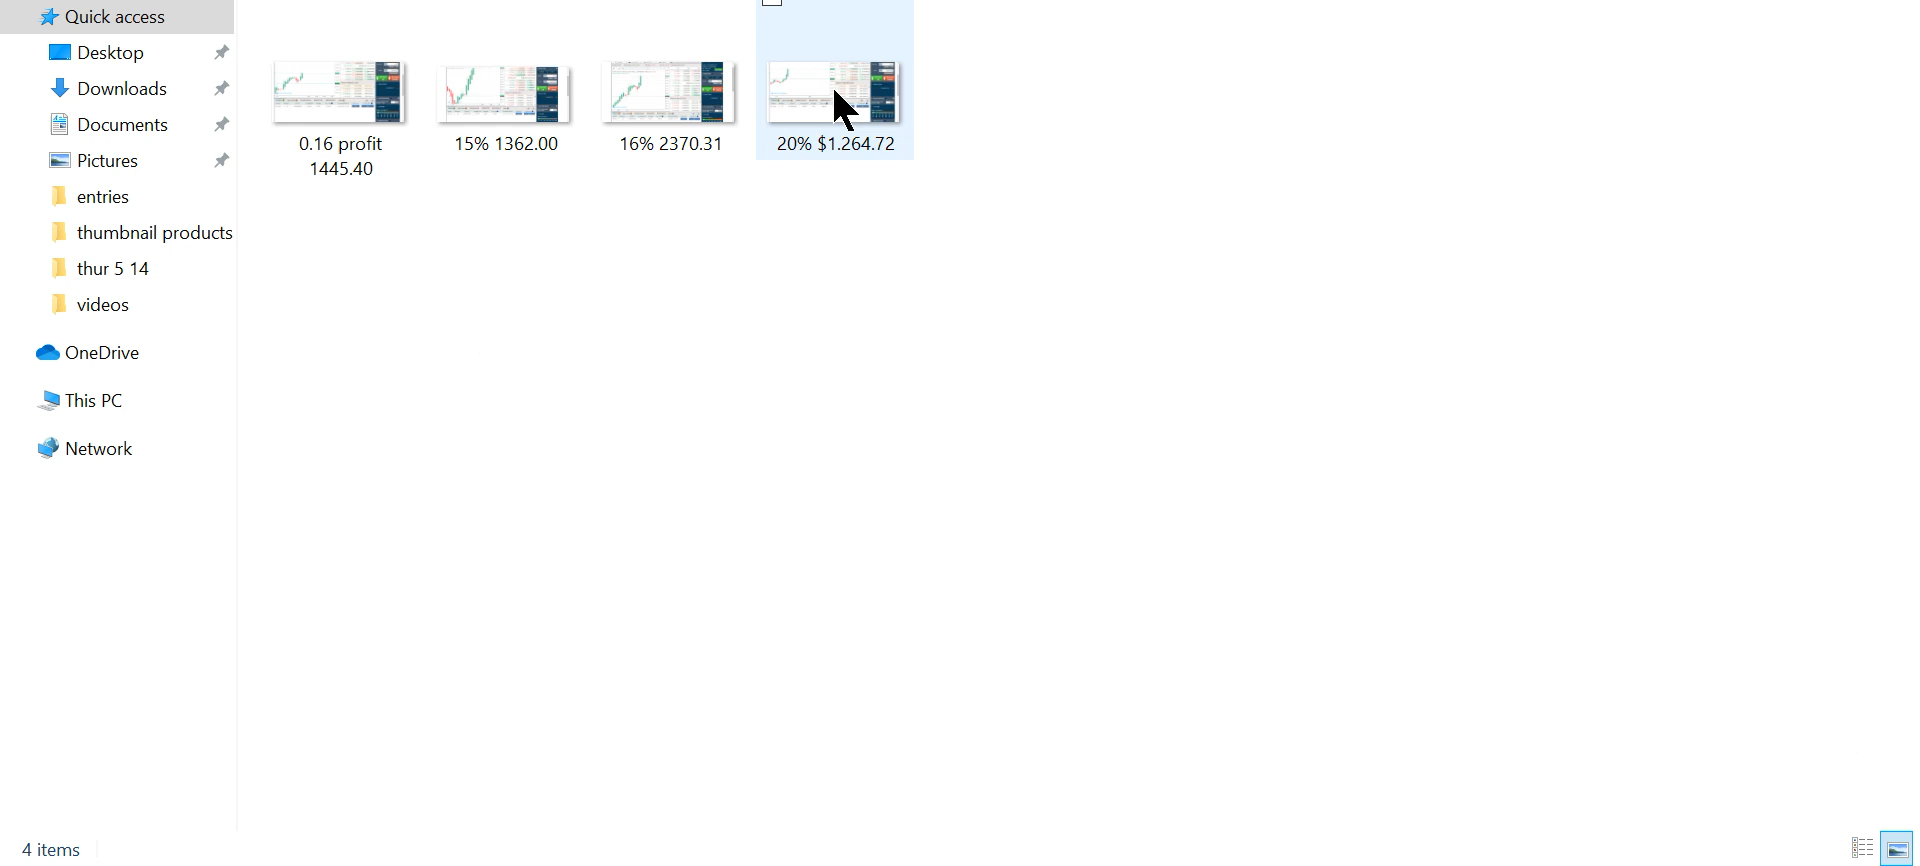 Quick access
Desktop
Downloads
Documents
Pictures
entries
thumbnail products
thur 5 14
videos
OneDrive
This PC
Network
0.16 profit
1445.40
15% 1362.00
16% 2370.31
20% $1.264.72
4 items